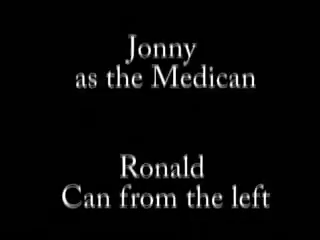 Jonny
as the Medican
Ronald
Can from the left